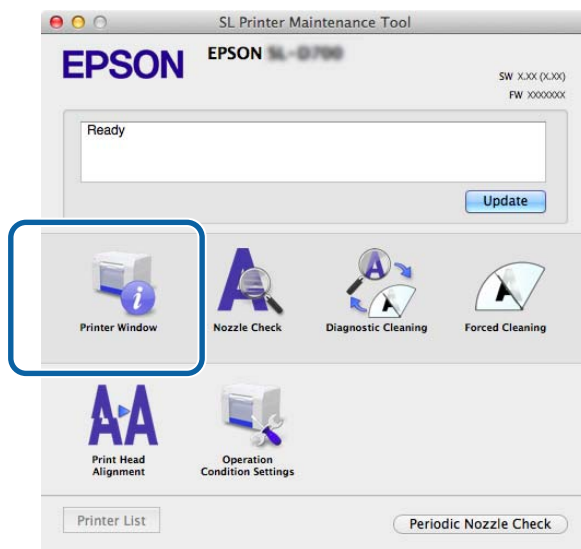 SL Printer Maintenance Tool
EPSON
EPSON
SW X.XX (X.XX)
FW XXXXXXX
Ready
Update
Printer Window
Nozzle Check
Diagnostic Cleaning
Forced Cleaning
Print Head
Alignment
Operation
Condition Settings
Printer List
Periodic Nozzle Check